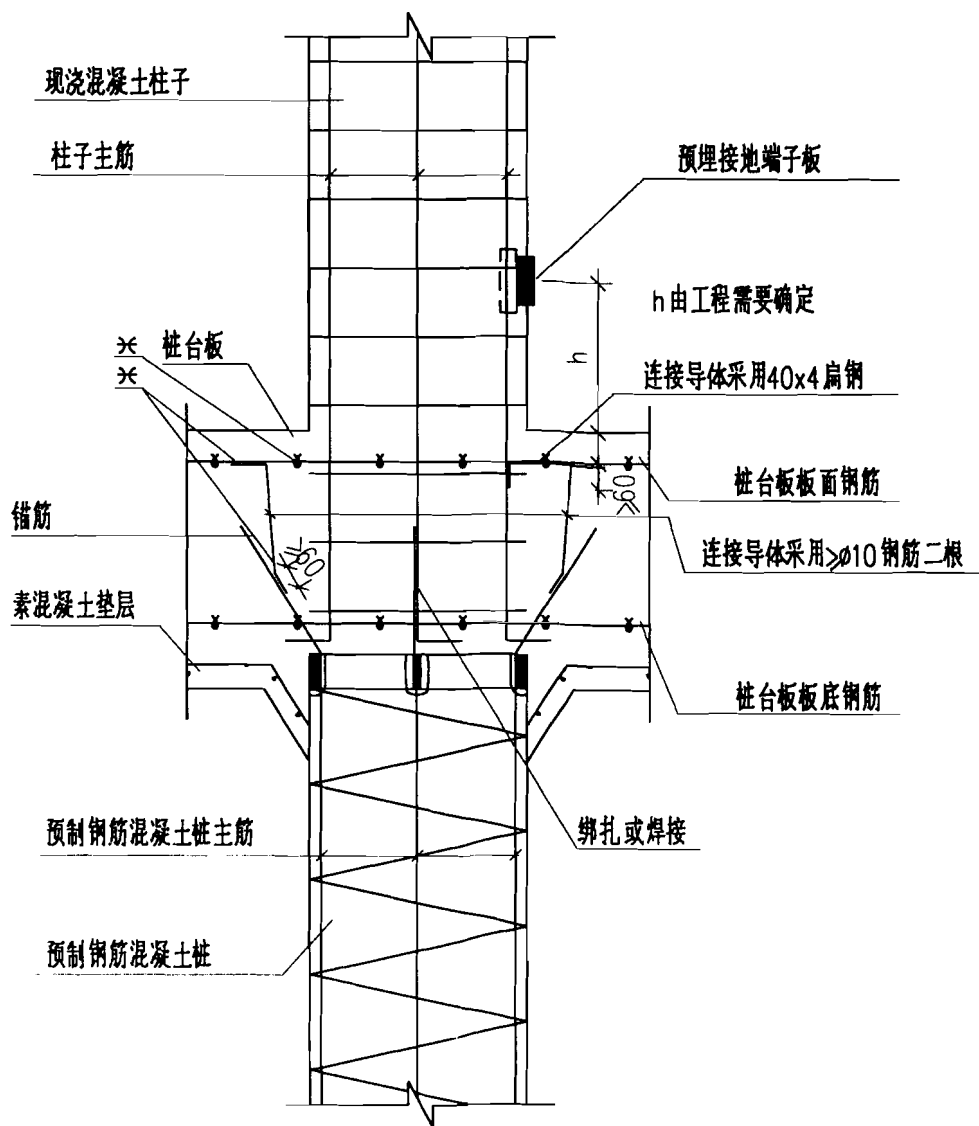 现浇混凝土柱子
柱子主筋
预埋接地端子板
h由工程需要确定
h
桩台板
连接导体采用40x4扁钢
≥60
桩台板板面钢筋
锚筋
≥60
连接导体采用≥ø10钢筋二根
素混凝土垫层
桩台板板底钢筋
预制钢筋混凝土桩主筋
绑扎或焊接
预制钢筋混凝土桩